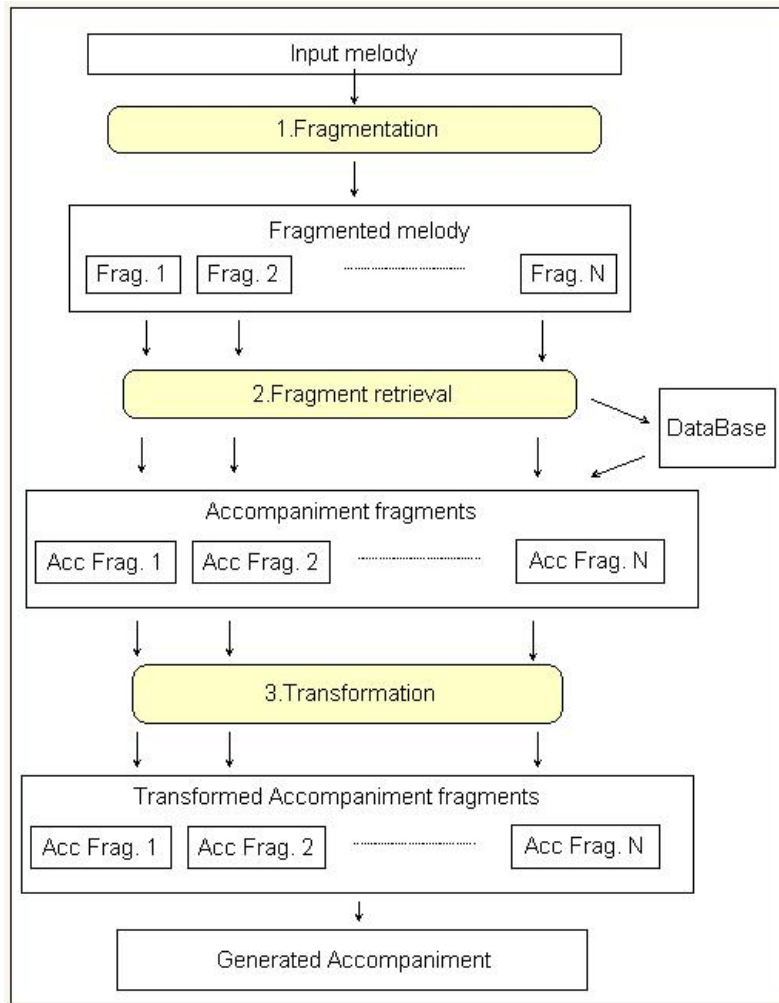 Input melody
1.Fragmentation
Fragmented melody
Frag. 1 Frag. 2 Frag. N
2.Fragment retrieval
DataBase
Accompaniment fragments
Acc Frag. 1 Acc Frag. 2 Acc Frag. N
3.Transformation
Transformed Accompaniment fragments
Acc Frag. 1 Acc Frag. 2 Acc Frag. N
Generated Accompaniment